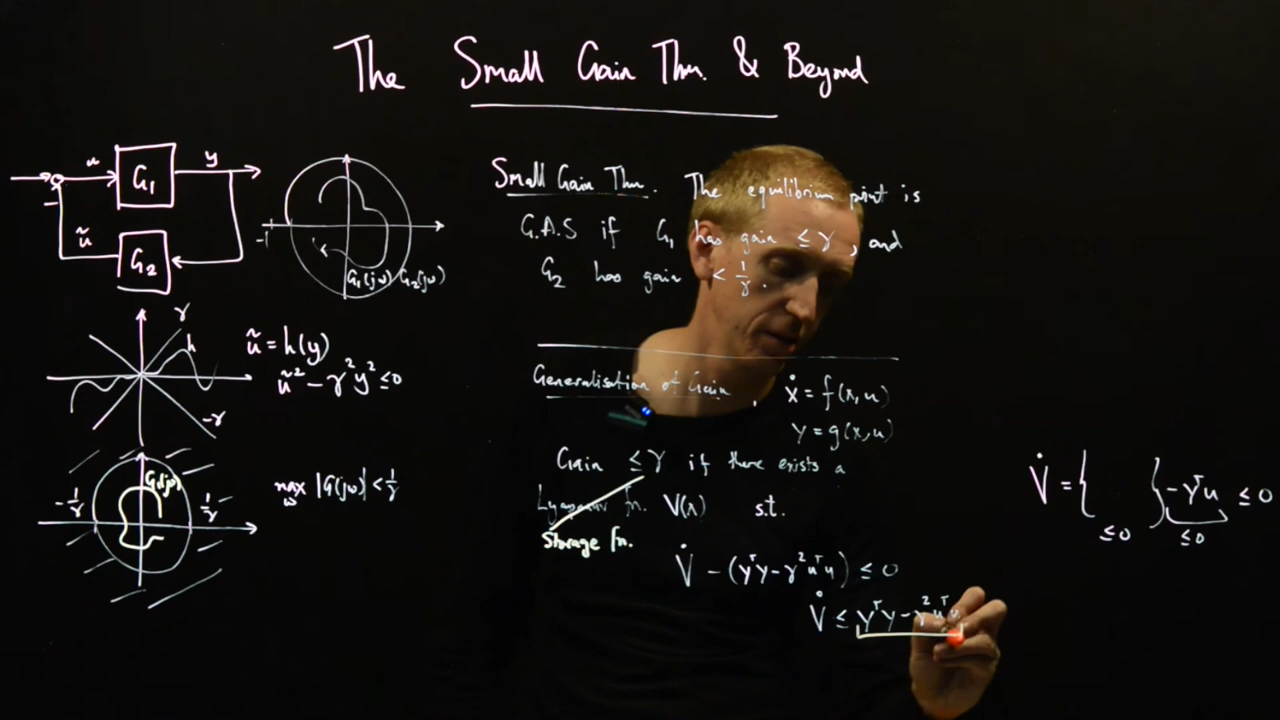 The Small Gain Thm. & Beyond
u G₁ y
−
ũ G₂
-1
G₁(jω) G₂(jω)
γ
h
-γ
ũ = h(y)
ũ² − γ²y² ≤ 0
G(jω)
-1/γ 1/γ
max_ω |G(jω)| < 1/γ
Small Gain Thm. The equilibrium point is
G.A.S if G₁ has gain ≤ γ, and
G₂ has gain < 1/γ.
Generalisation of Gain, ẋ = f(x,u)
y = g(x,u)
Gain ≤ γ if there exists a
Lyapunov fn. V(x) s.t.
Storage fn.
V̇ − (yᵀy − γ²uᵀu) ≤ 0
V̇ ≤ yᵀy − γ²uᵀu
V̇ = { } − yᵀu ≤ 0
≤0 ≤0